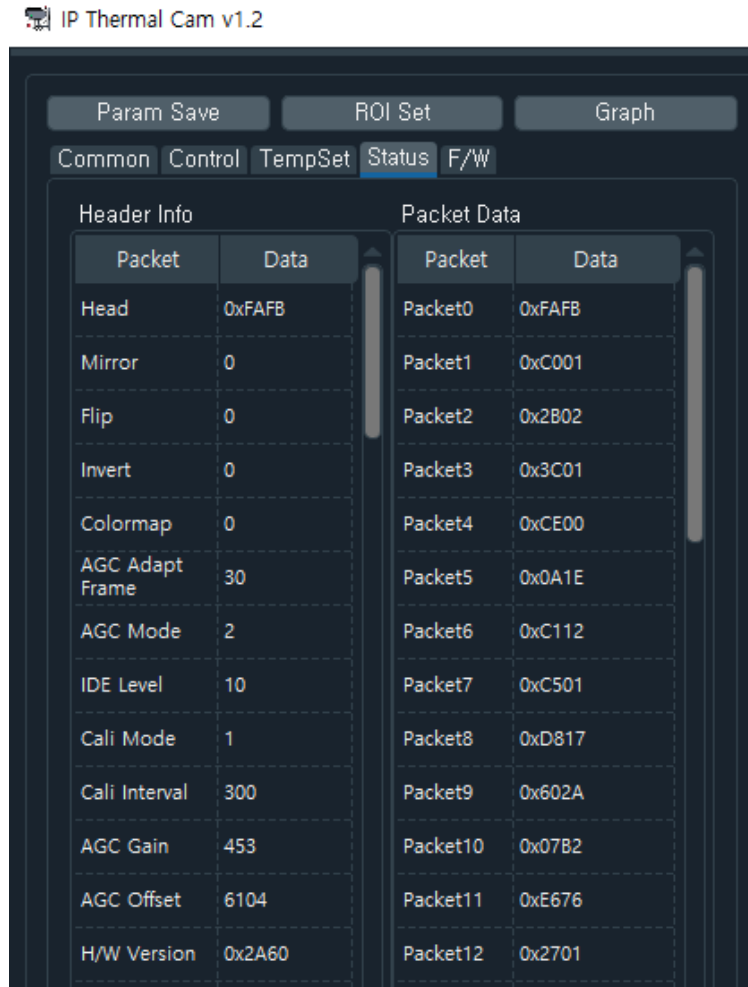 IP Thermal Cam v1.2
Param Save ROI Set Graph
Common Control TempSet Status F/W
Header Info Packet Data
Packet Data Packet Data
Head 0xFAFB Packet0 0xFAFB
Mirror 0 Packet1 0xC001
Flip 0 Packet2 0x2B02
Invert 0 Packet3 0x3C01
Colormap 0 Packet4 0xCE00
AGC Adapt
Frame 30 Packet5 0x0A1E
AGC Mode 2 Packet6 0xC112
IDE Level 10 Packet7 0xC501
Cali Mode 1 Packet8 0xD817
Cali Interval 300 Packet9 0x602A
AGC Gain 453 Packet10 0x07B2
AGC Offset 6104 Packet11 0xE676
H/W Version 0x2A60 Packet12 0x2701